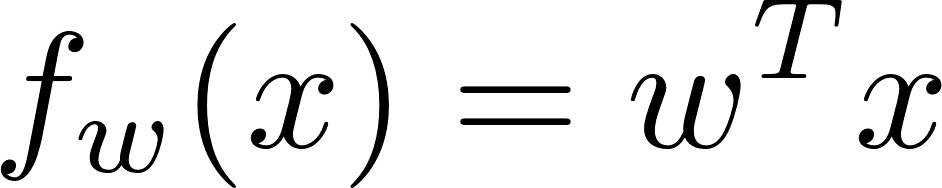 f_w(x) = w^T x